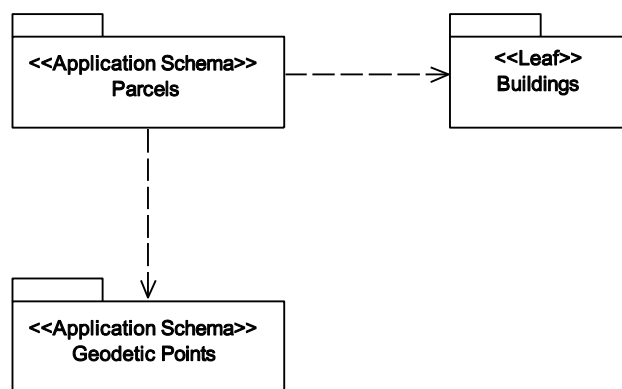 <<Application Schema>>
Parcels
<<Leaf>>
Buildings
<<Application Schema>>
Geodetic Points